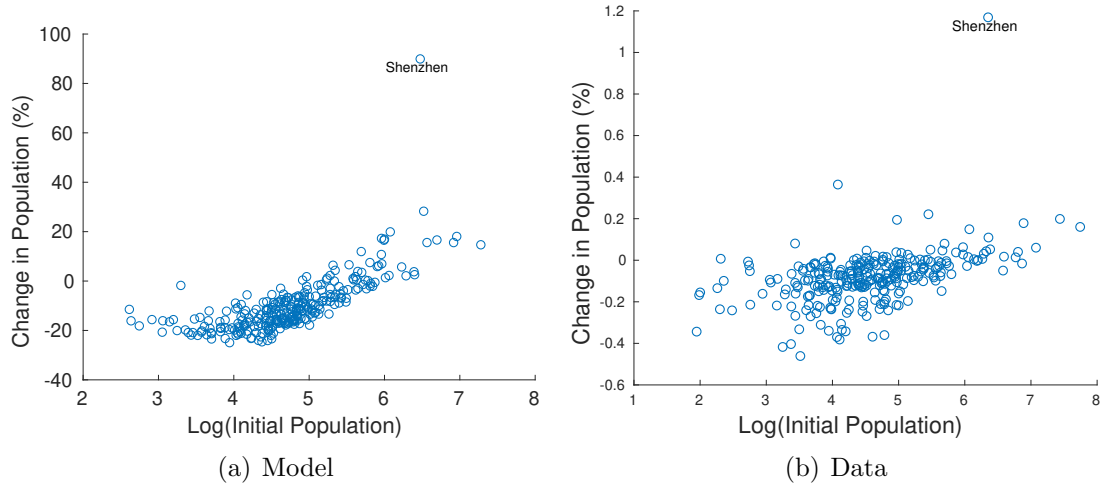 100
80
60
40
20
0
-20
-40
Change in Population (%)
Shenzhen
2 3 4 5 6 7 8
Log(Initial Population)
(a) Model
1.2
1
0.8
0.6
0.4
0.2
0
-0.2
-0.4
-0.6
Change in Population (%)
Shenzhen
1 2 3 4 5 6 7 8
Log(Initial Population)
(b) Data